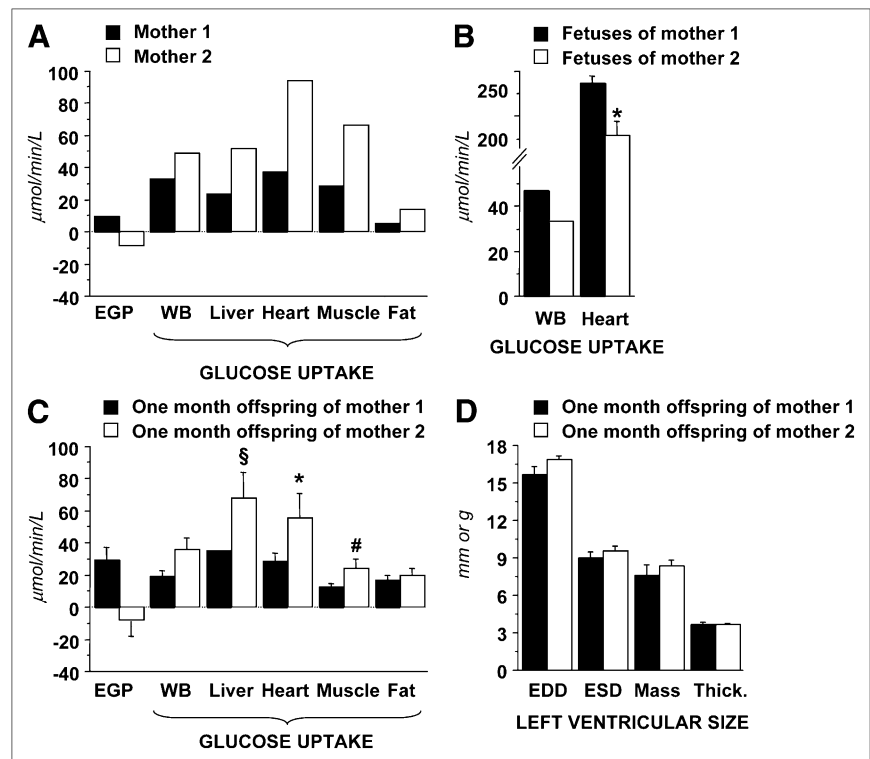 A
Mother 1
Mother 2
μmol/min/L
100
80
60
40
20
0
-20
-40
EGP WB Liver Heart Muscle Fat
GLUCOSE UPTAKE
B
Fetuses of mother 1
Fetuses of mother 2
μmol/min/L
250
200
40
20
0
*
WB Heart
GLUCOSE UPTAKE
C
One month offspring of mother 1
One month offspring of mother 2
μmol/min/L
100
80
60
40
20
0
-20
-40
§
*
#
EGP WB Liver Heart Muscle Fat
GLUCOSE UPTAKE
D
One month offspring of mother 1
One month offspring of mother 2
mm or g
18
15
12
9
6
3
0
EDD ESD Mass Thick.
LEFT VENTRICULAR SIZE